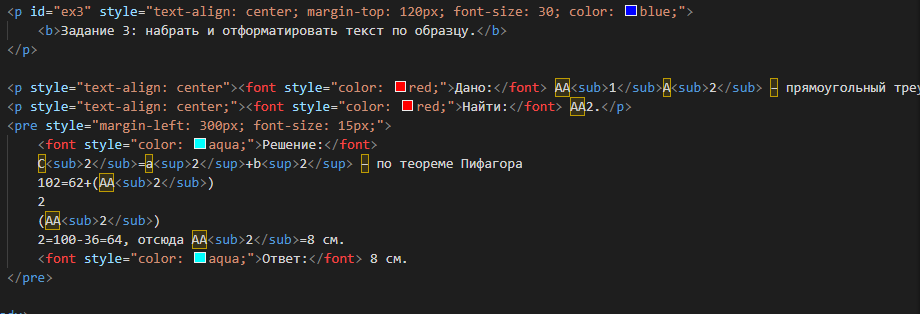 <p id="ex3" style="text-align: center; margin-top: 120px; font-size: 30; color: blue;">
<b>Задание 3: набрать и отформатировать текст по образцу.</b>
</p>
<p style="text-align: center"><font style="color: red;">Дано:</font> АА<sub>1</sub>А<sub>2</sub> – прямоугольный треу
<p style="text-align: center;"><font style="color: red;">Найти:</font> АА2.</p>
<pre style="margin-left: 300px; font-size: 15px;">
<font style="color: aqua;">Решение:</font>
С<sub>2</sub>=а<sup>2</sup>+b<sup>2</sup> – по теореме Пифагора
102=62+(АА<sub>2</sub>)
2
(АА<sub>2</sub>)
2=100-36=64, отсюда АА<sub>2</sub>=8 см.
<font style="color: aqua;">Ответ:</font> 8 см.
</pre>